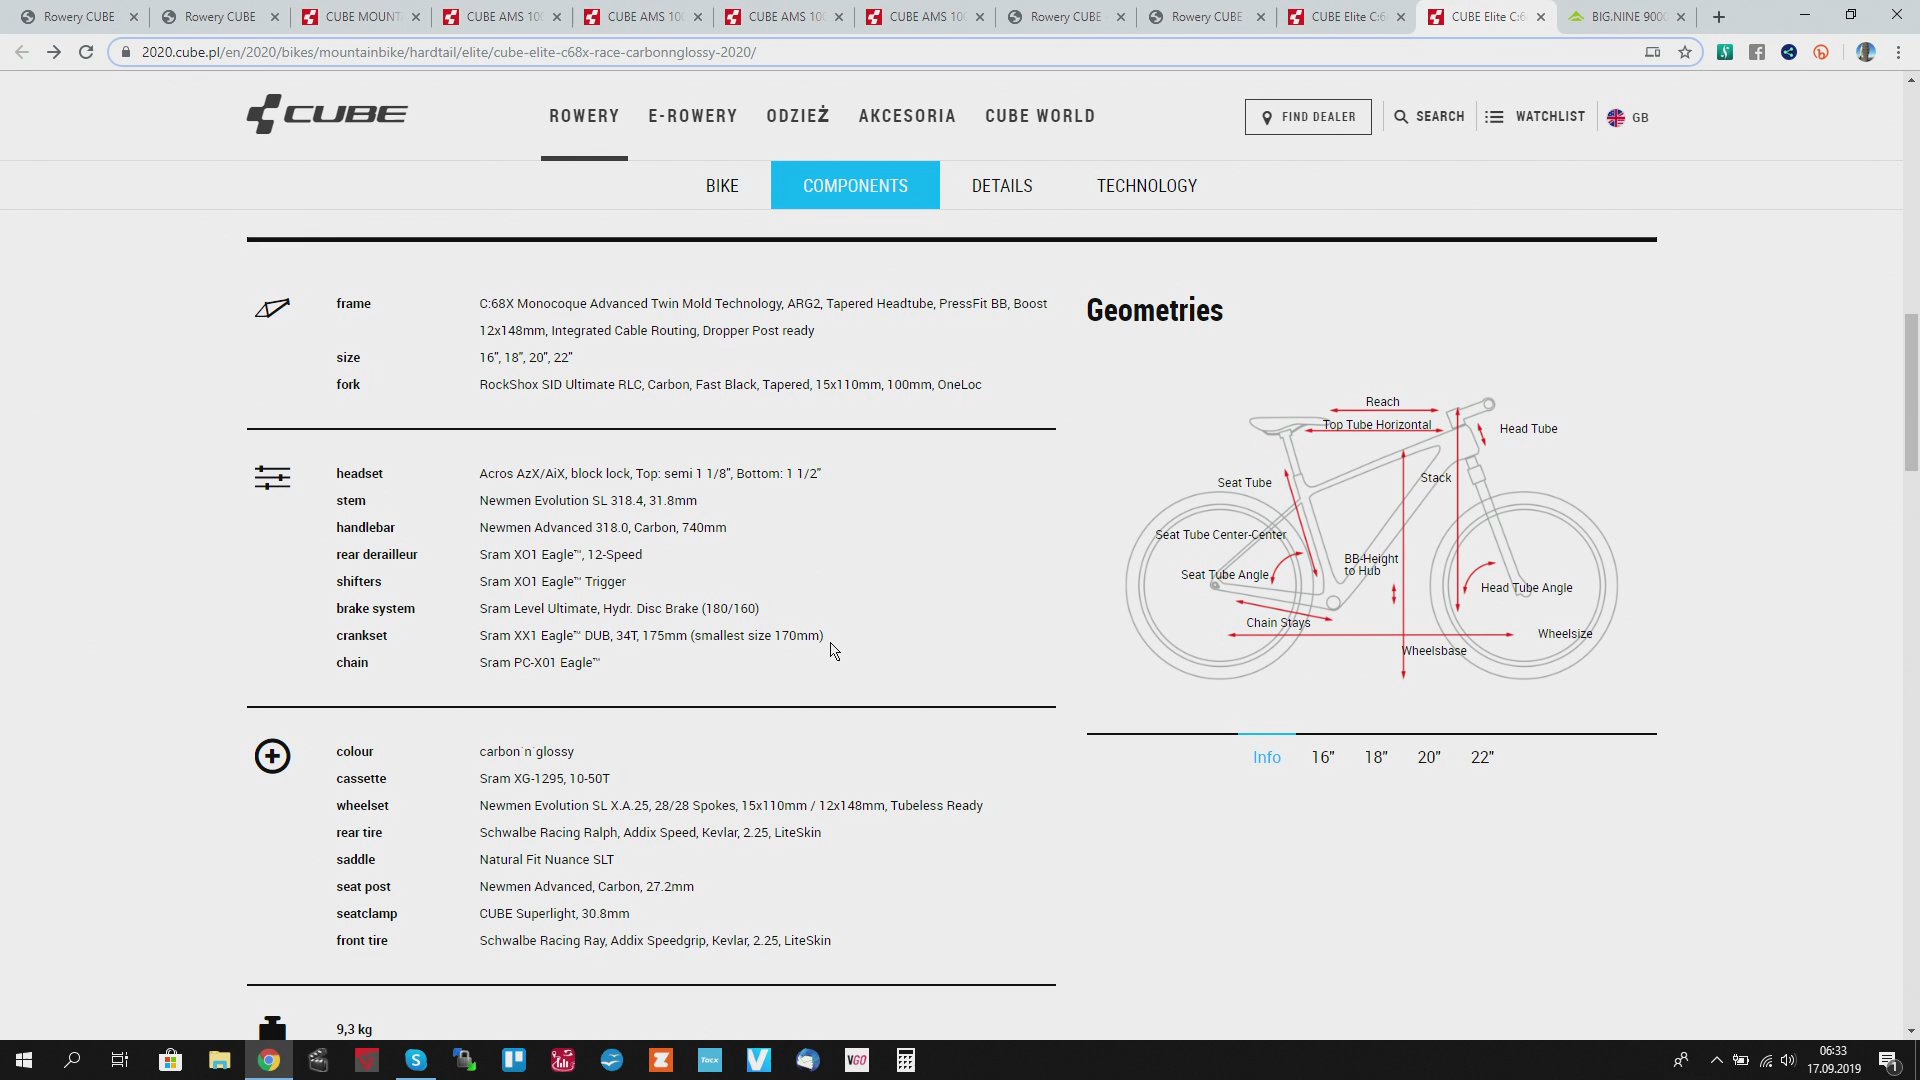 Rowery CUBE
Rowery CUBE
CUBE MOUNT
CUBE AMS 100
CUBE AMS 100
CUBE AMS 100
CUBE AMS 100
Rowery CUBE
Rowery CUBE
CUBE Elite C:6
CUBE Elite C:6
BIG.NINE 9000
2020.cube.pl/en/2020/bikes/mountainbike/hardtail/elite/cube-elite-c68x-race-carbonnglossy-2020/
CUBE
ROWERY
E-ROWERY
ODZIEŻ
AKCESORIA
CUBE WORLD
FIND DEALER
SEARCH
WATCHLIST
GB
BIKE
COMPONENTS
DETAILS
TECHNOLOGY
frame C:68X Monocoque Advanced Twin Mold Technology, ARG2, Tapered Headtube, PressFit BB, Boost
12x148mm, Integrated Cable Routing, Dropper Post ready
size 16", 18", 20", 22"
fork RockShox SID Ultimate RLC, Carbon, Fast Black, Tapered, 15x110mm, 100mm, OneLoc
headset Acros AzX/AiX, block lock, Top: semi 1 1/8", Bottom: 1 1/2"
stem Newmen Evolution SL 318.4, 31.8mm
handlebar Newmen Advanced 318.0, Carbon, 740mm
rear derailleur Sram XO1 Eagle™, 12-Speed
shifters Sram XO1 Eagle™ Trigger
brake system Sram Level Ultimate, Hydr. Disc Brake (180/160)
crankset Sram XX1 Eagle™ DUB, 34T, 175mm (smallest size 170mm)
chain Sram PC-X01 Eagle™
colour carbon´n´glossy
cassette Sram XG-1295, 10-50T
wheelset Newmen Evolution SL X.A.25, 28/28 Spokes, 15x110mm / 12x148mm, Tubeless Ready
rear tire Schwalbe Racing Ralph, Addix Speed, Kevlar, 2.25, LiteSkin
saddle Natural Fit Nuance SLT
seat post Newmen Advanced, Carbon, 27.2mm
seatclamp CUBE Superlight, 30.8mm
front tire Schwalbe Racing Ray, Addix Speedgrip, Kevlar, 2.25, LiteSkin
9,3 kg
Geometries
Reach
Top Tube Horizontal
Head Tube
Stack
Seat Tube
Seat Tube Center-Center
BB-Height
to Hub
Seat Tube Angle
Head Tube Angle
Chain Stays
Wheelsize
Wheelsbase
Info
16"
18"
20"
22"
Tacx
VGO
06:33
17.09.2019
1